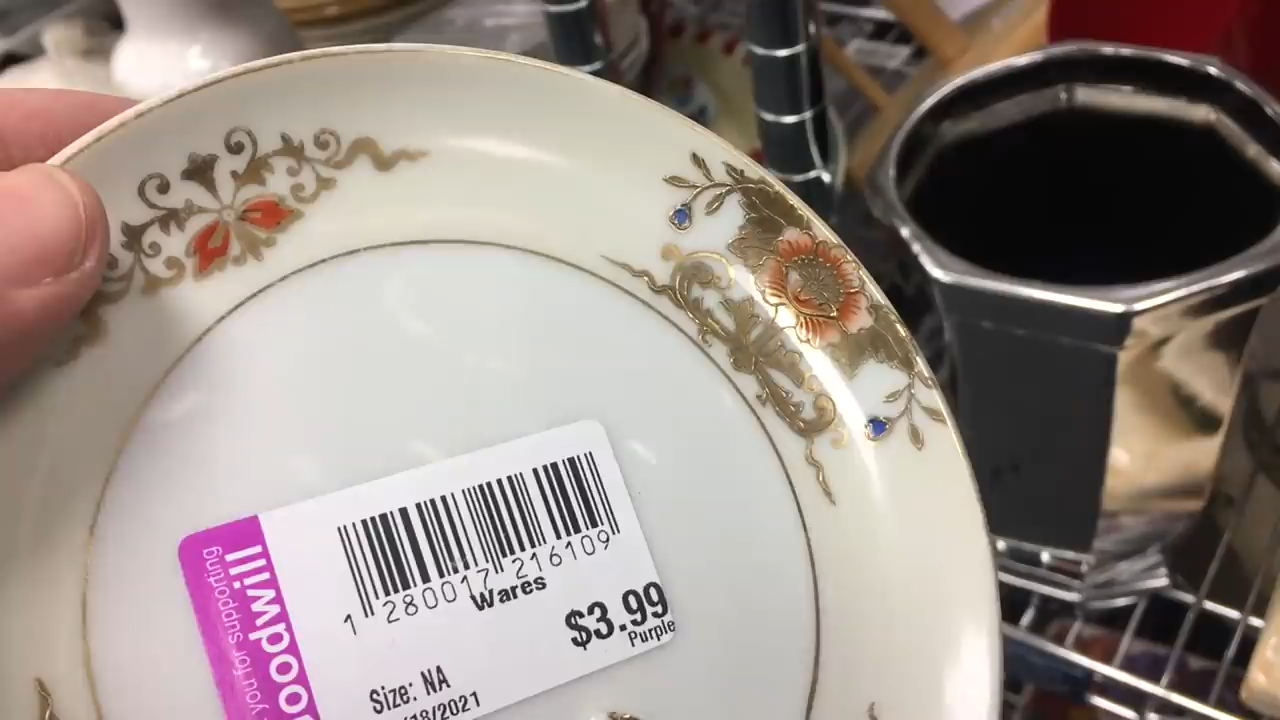 1 280017 216109
Wares
$3.99
Purple
Size: NA
/18/2021
you for supporting
oodwill